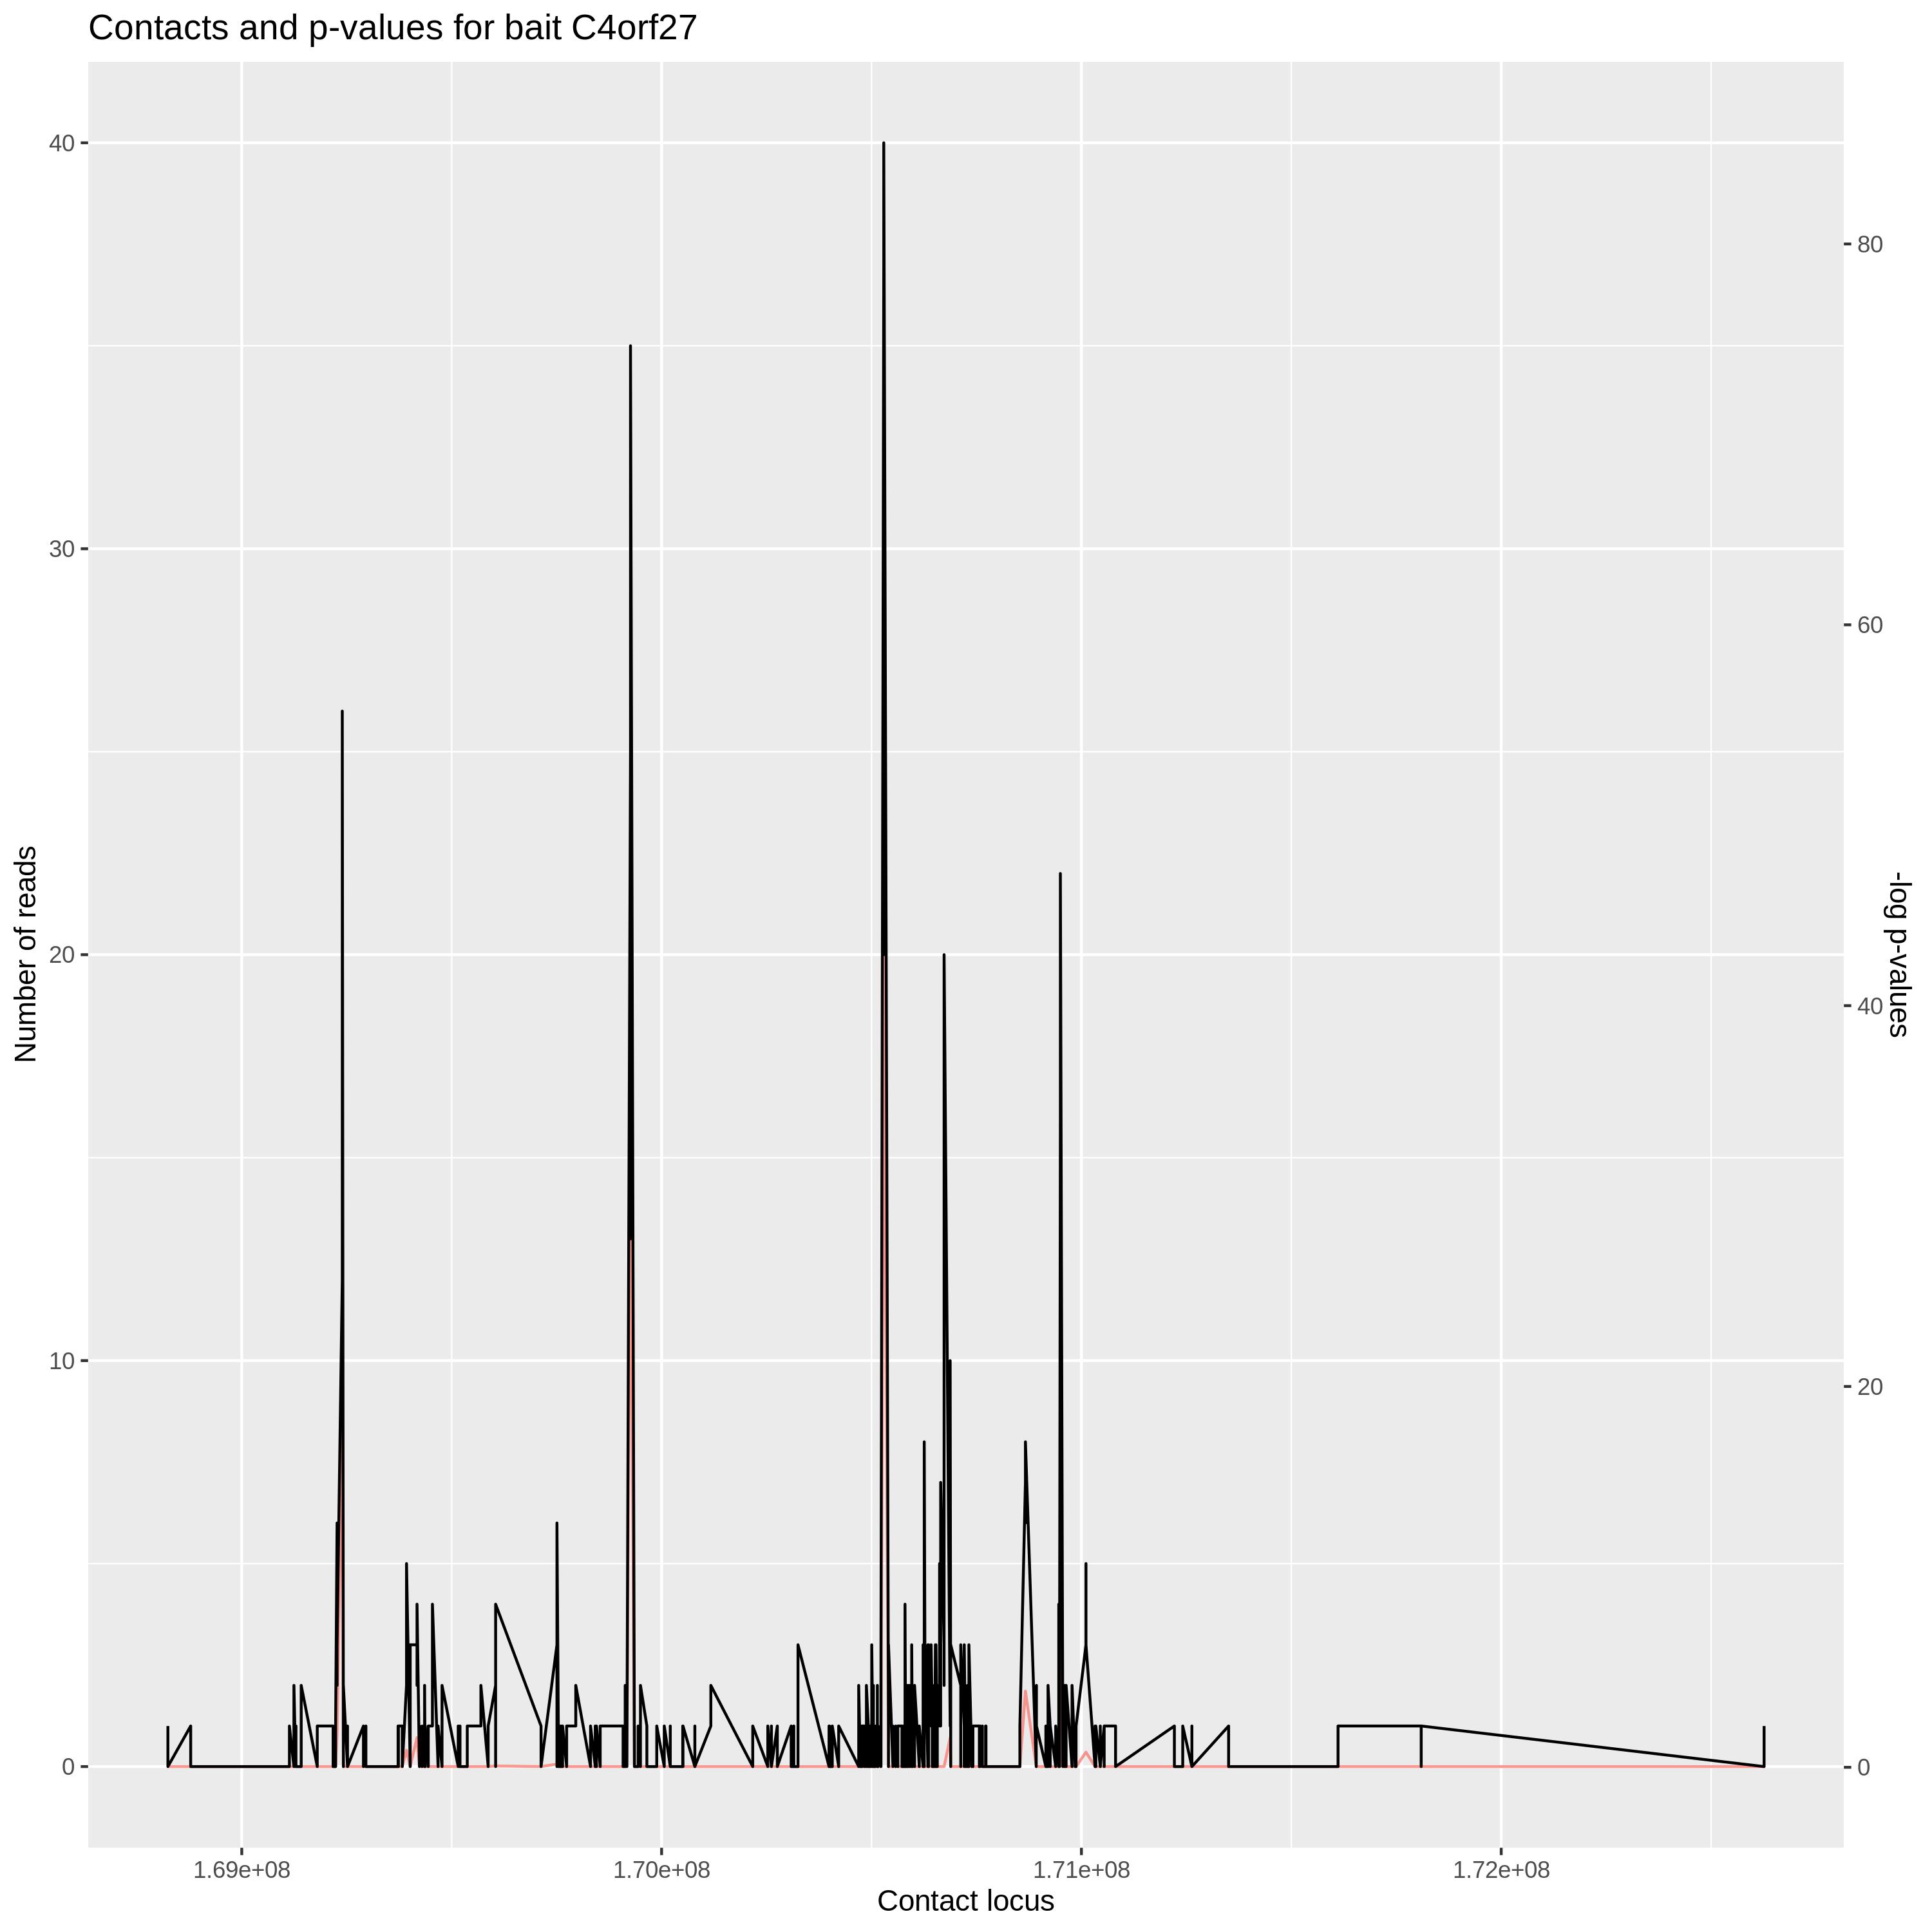 Contacts and p-values for bait C4orf27
40
30
20
10
0
Number of reads
80
60
40
20
0
-log p-values
1.69e+08 1.70e+08 1.71e+08 1.72e+08
Contact locus